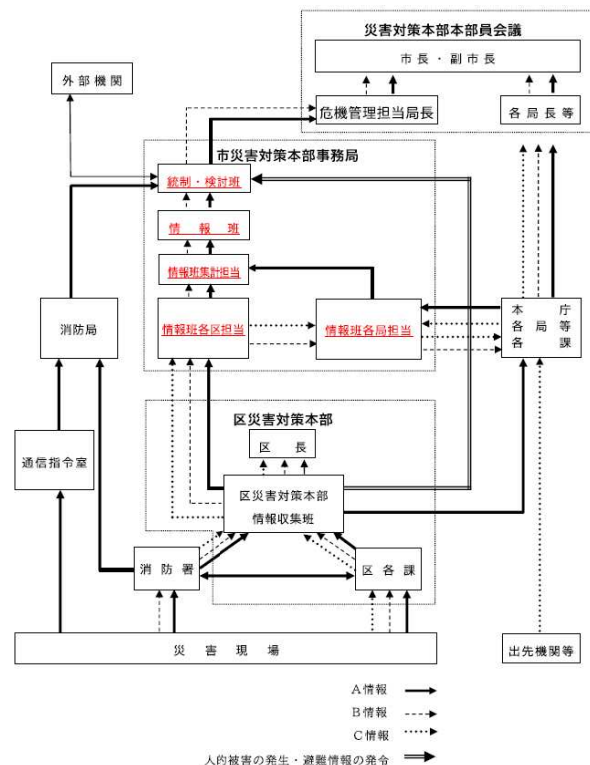 災害対策本部本部員会議
市長・副市長
外部機関
危機管理担当局長
各局長等
市災害対策本部事務局
統制・検討班
情報班
情報班集計担当
消防局
情報班各区担当
情報班各局担当
本庁
各局等
各課
区災害対策本部
区長
通信指令室
区災害対策本部
情報収集班
消防署
区各課
災害現場
出先機関等
A情報
B情報
C情報
人的被害の発生・避難情報の発令